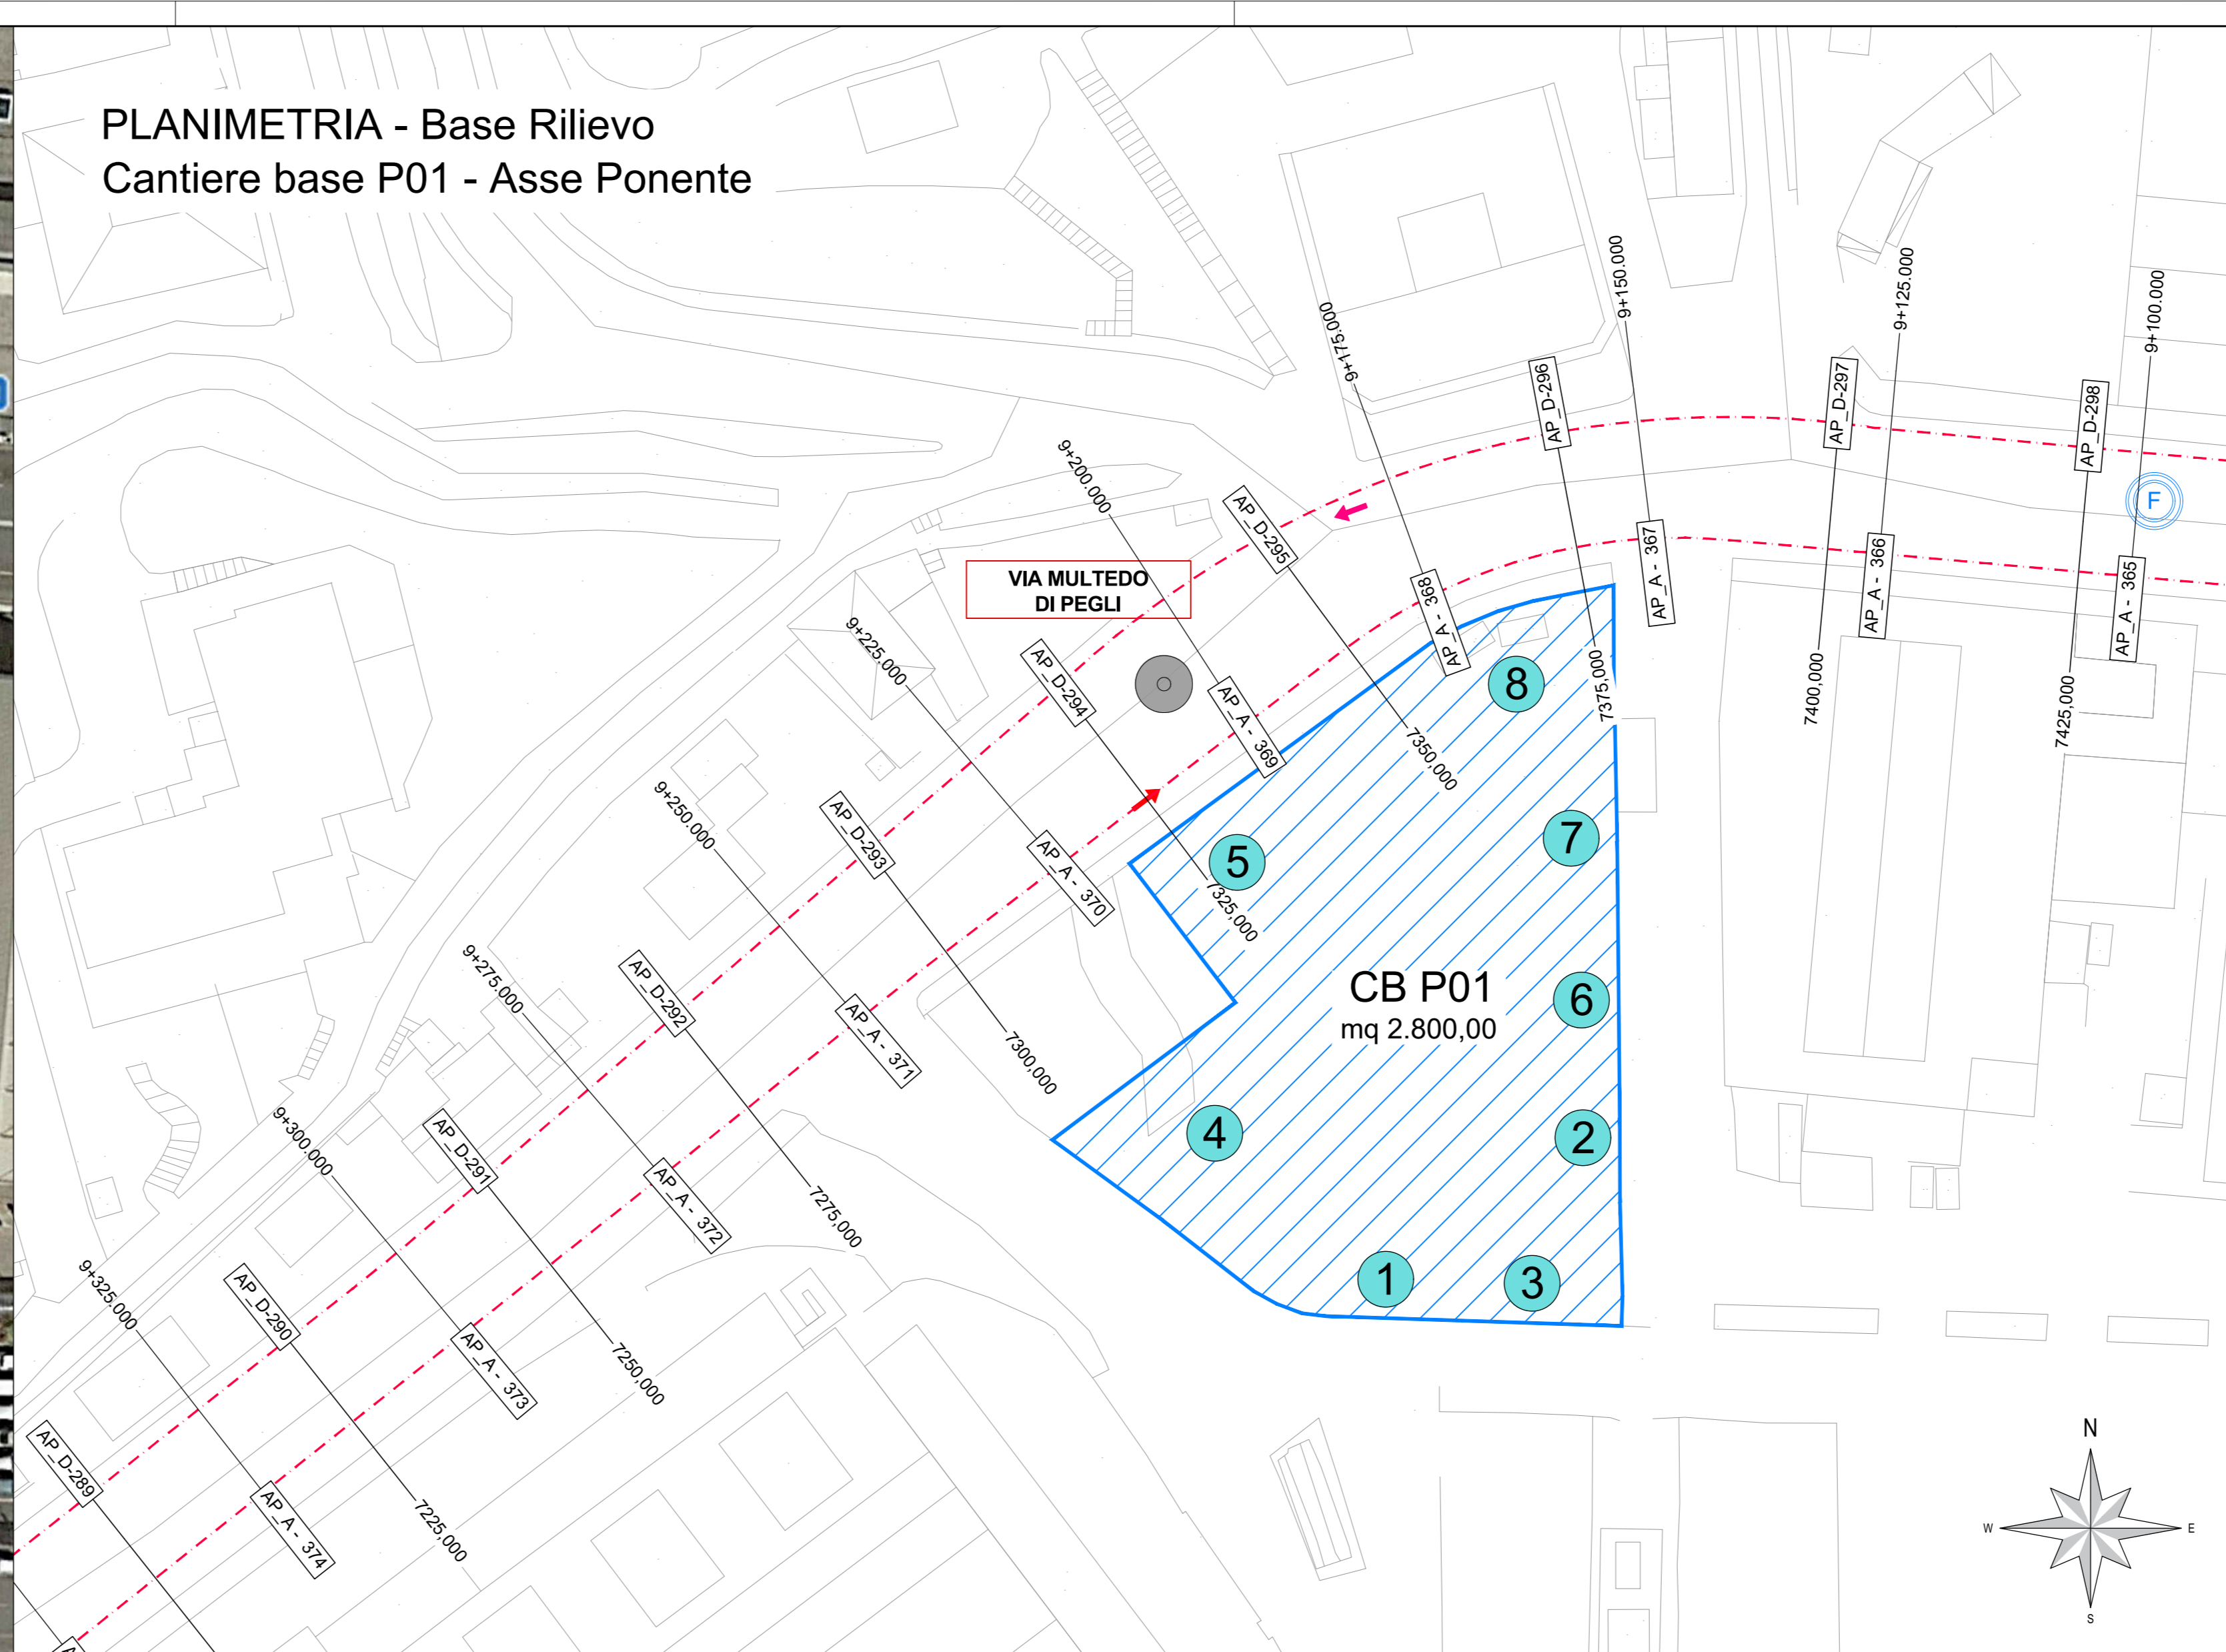 PLANIMETRIA - Base Rilievo
Cantiere base P01 - Asse Ponente
9+150.000
9+125.000
9+100.000
9+175.000
AP_D-296
AP_D-297
AP_D-298
9+200.000
AP_D-295
F
VIA MULTEDO
DI PEGLI
AP_A - 367
AP_A - 366
AP_A - 365
AP_A - 368
9+225.000
AP_D-294
AP_A - 369
8
7375,000
7400,000
7425,000
7350,000
9+250.000
AP_D-293
AP_A - 370
5
7
7325,000
9+275.000
AP_D-292
AP_A - 371
7300,000
CB P01
mq 2.800,00
6
9+300.000
AP_D-291
AP_A - 372
7275,000
4
2
9+325.000
AP_D-290
AP_A - 373
7250,000
1
3
AP_D-289
AP_A - 374
7225,000
N
W
E
S